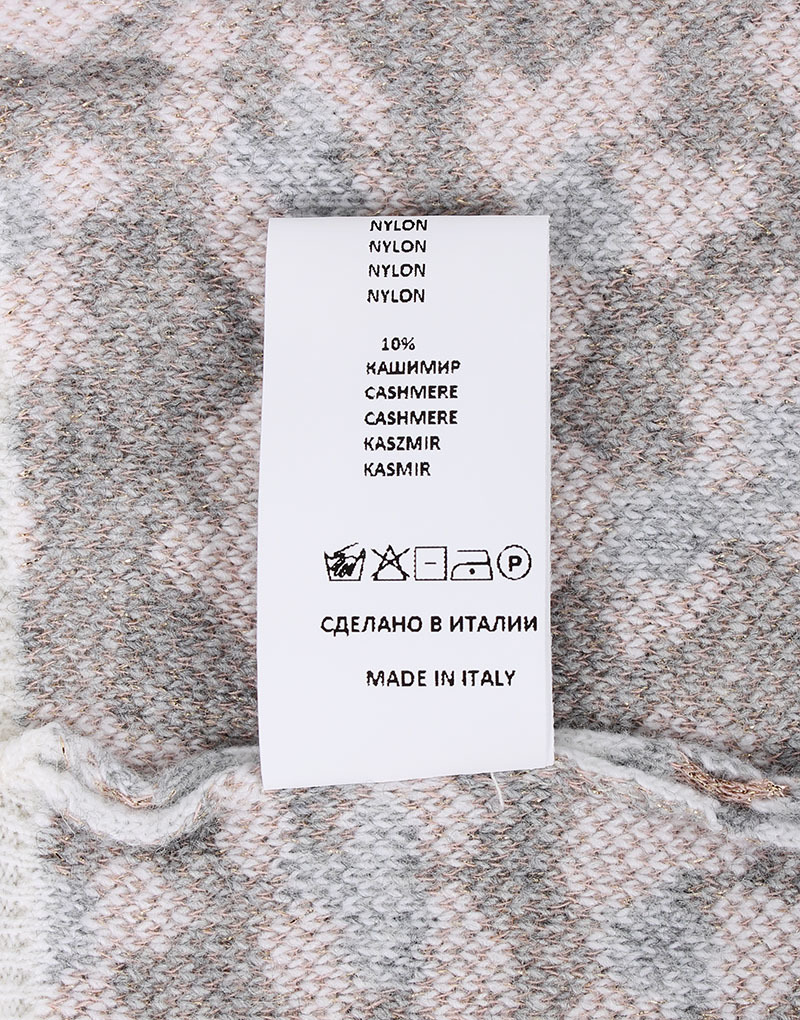 NYLON
NYLON
NYLON
NYLON
10%
КАШИМИР
CASHMERE
CASHMERE
KASZMIR
KASMIR
P
СДЕЛАНО В ИТАЛИИ
MADE IN ITALY